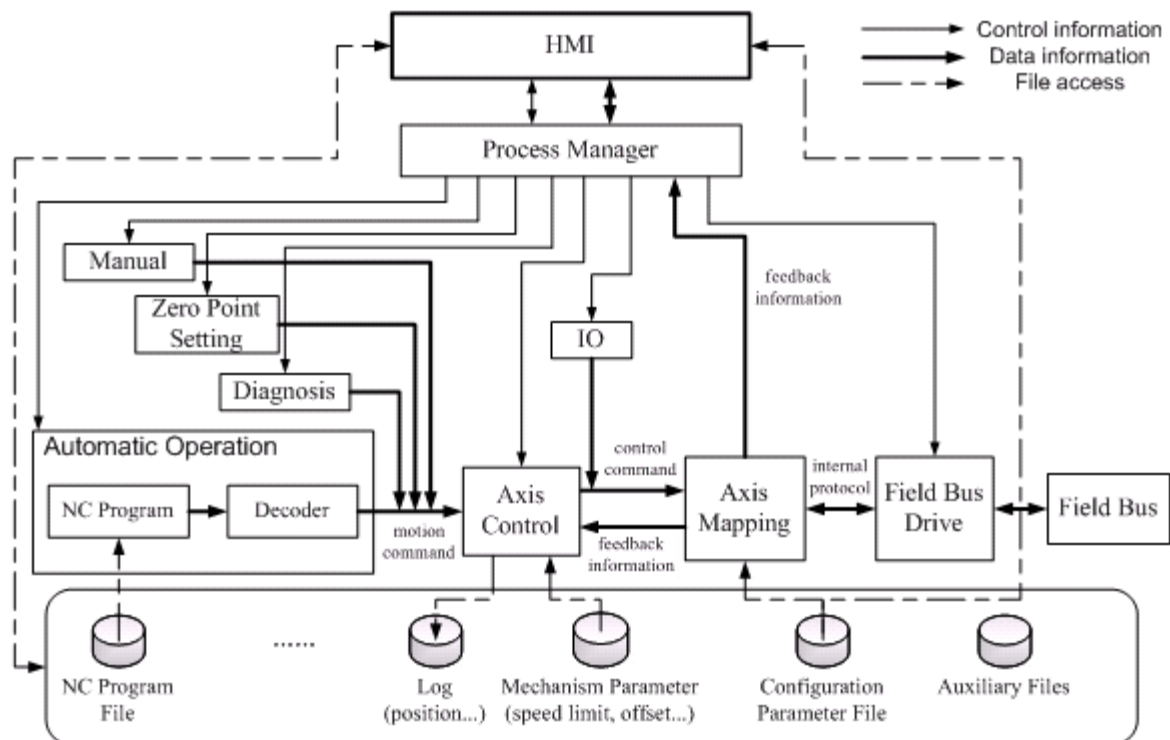 HMI
Control information
Data information
File access
Process Manager
Manual
Zero Point
Setting
Diagnosis
IO
feedback
information
Automatic Operation
NC Program
Decoder
motion
command
Axis
Control
control
command
feedback
information
Axis
Mapping
internal
protocol
Field Bus
Drive
Field Bus
NC Program
File
......
Log
(position...)
Mechanism Parameter
(speed limit, offset...)
Configuration
Parameter File
Auxiliary Files